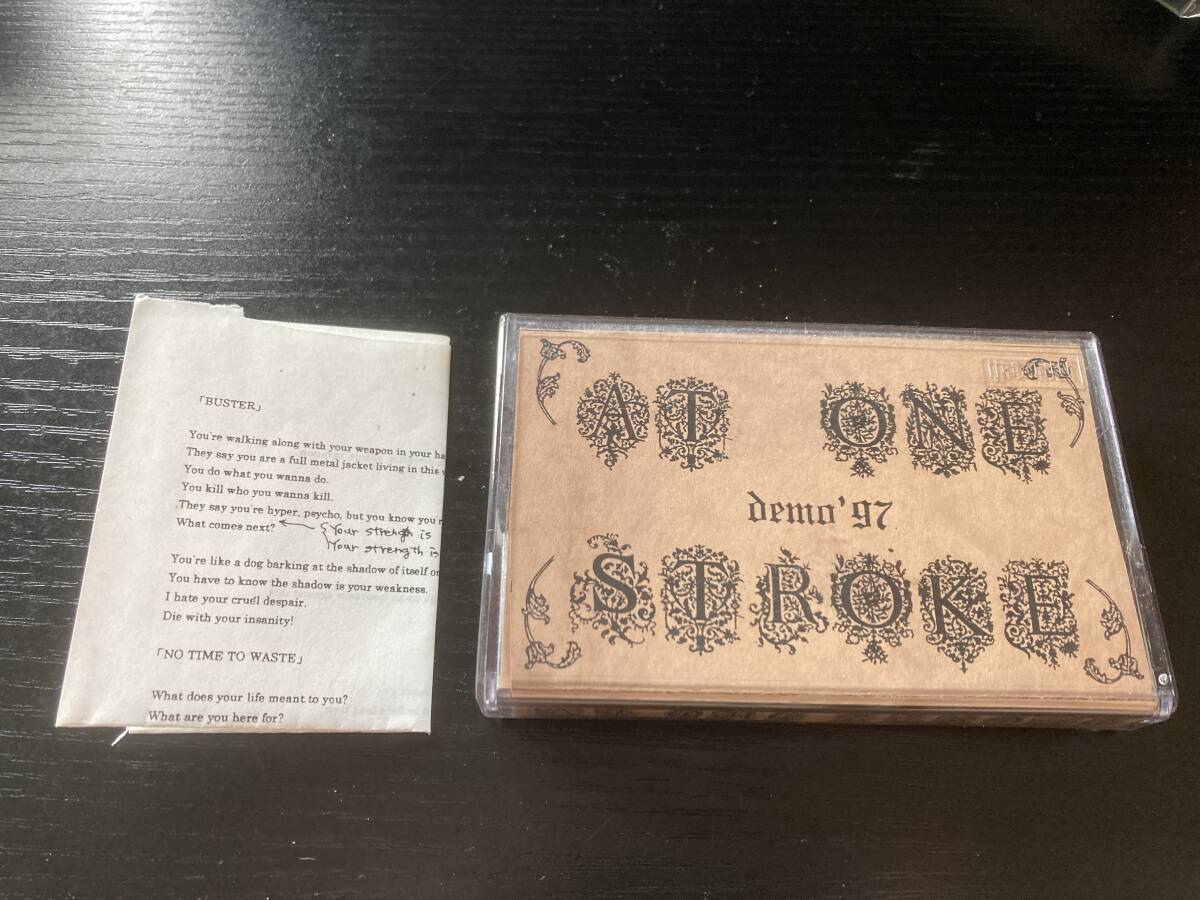 「BUSTER」
You're walking along with your weapon in your
They say you are a full metal jacket living in this
You do what you wanna do.
You kill who you wanna kill.
They say you're hyper, psycho, but you know
What comes next?
Your strength is
Your strength is
You're like a dog barking at the shadow of itself
You have to know the shadow is your weakness.
I hate your cruel despair.
Die with your insanity!
「NO TIME TO WASTE」
What does your life meant to you?
What are you here for?
AT ONE
demo'97
STROKE